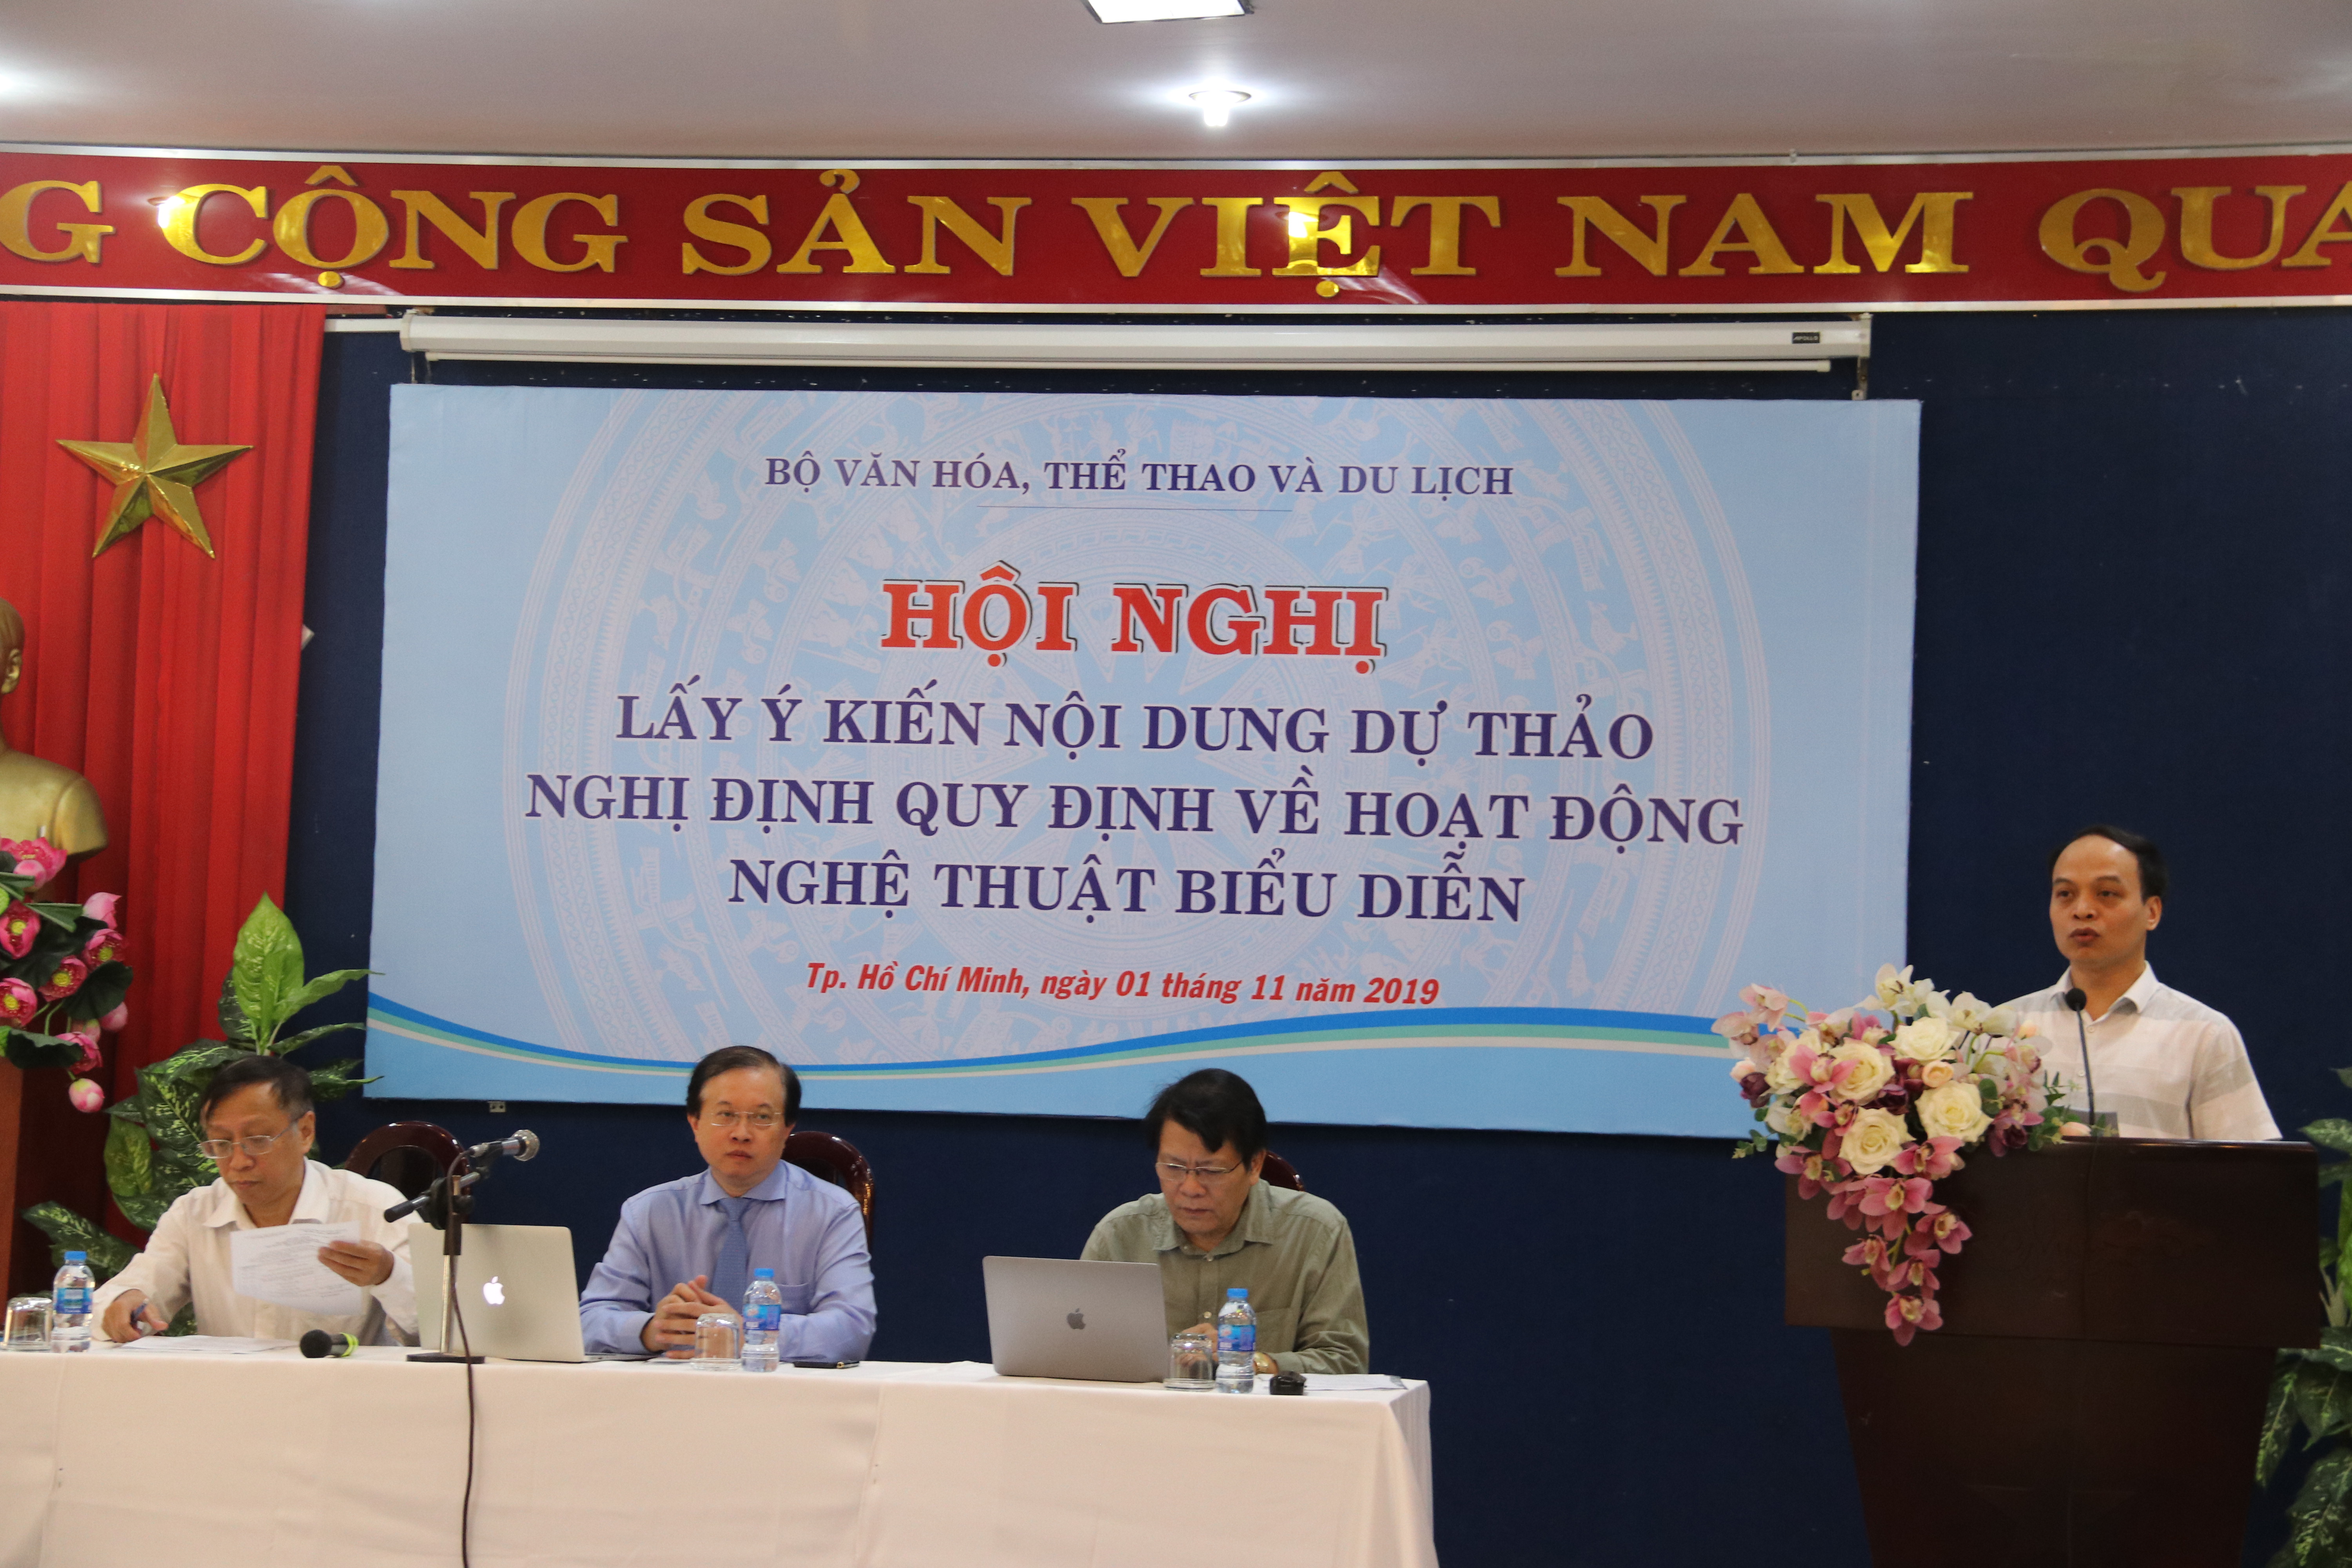 G CỘNG SẢN VIỆT NAM QUA
APOLLO
BỘ VĂN HÓA, THỂ THAO VÀ DU LỊCH
HỘI NGHỊ
LẤY Ý KIẾN NỘI DUNG DỰ THẢO
NGHỊ ĐỊNH QUY ĐỊNH VỀ HOẠT ĐỘNG
NGHỆ THUẬT BIỂU DIỄN
Tp. Hồ Chí Minh, ngày 01 tháng 11 năm 2019